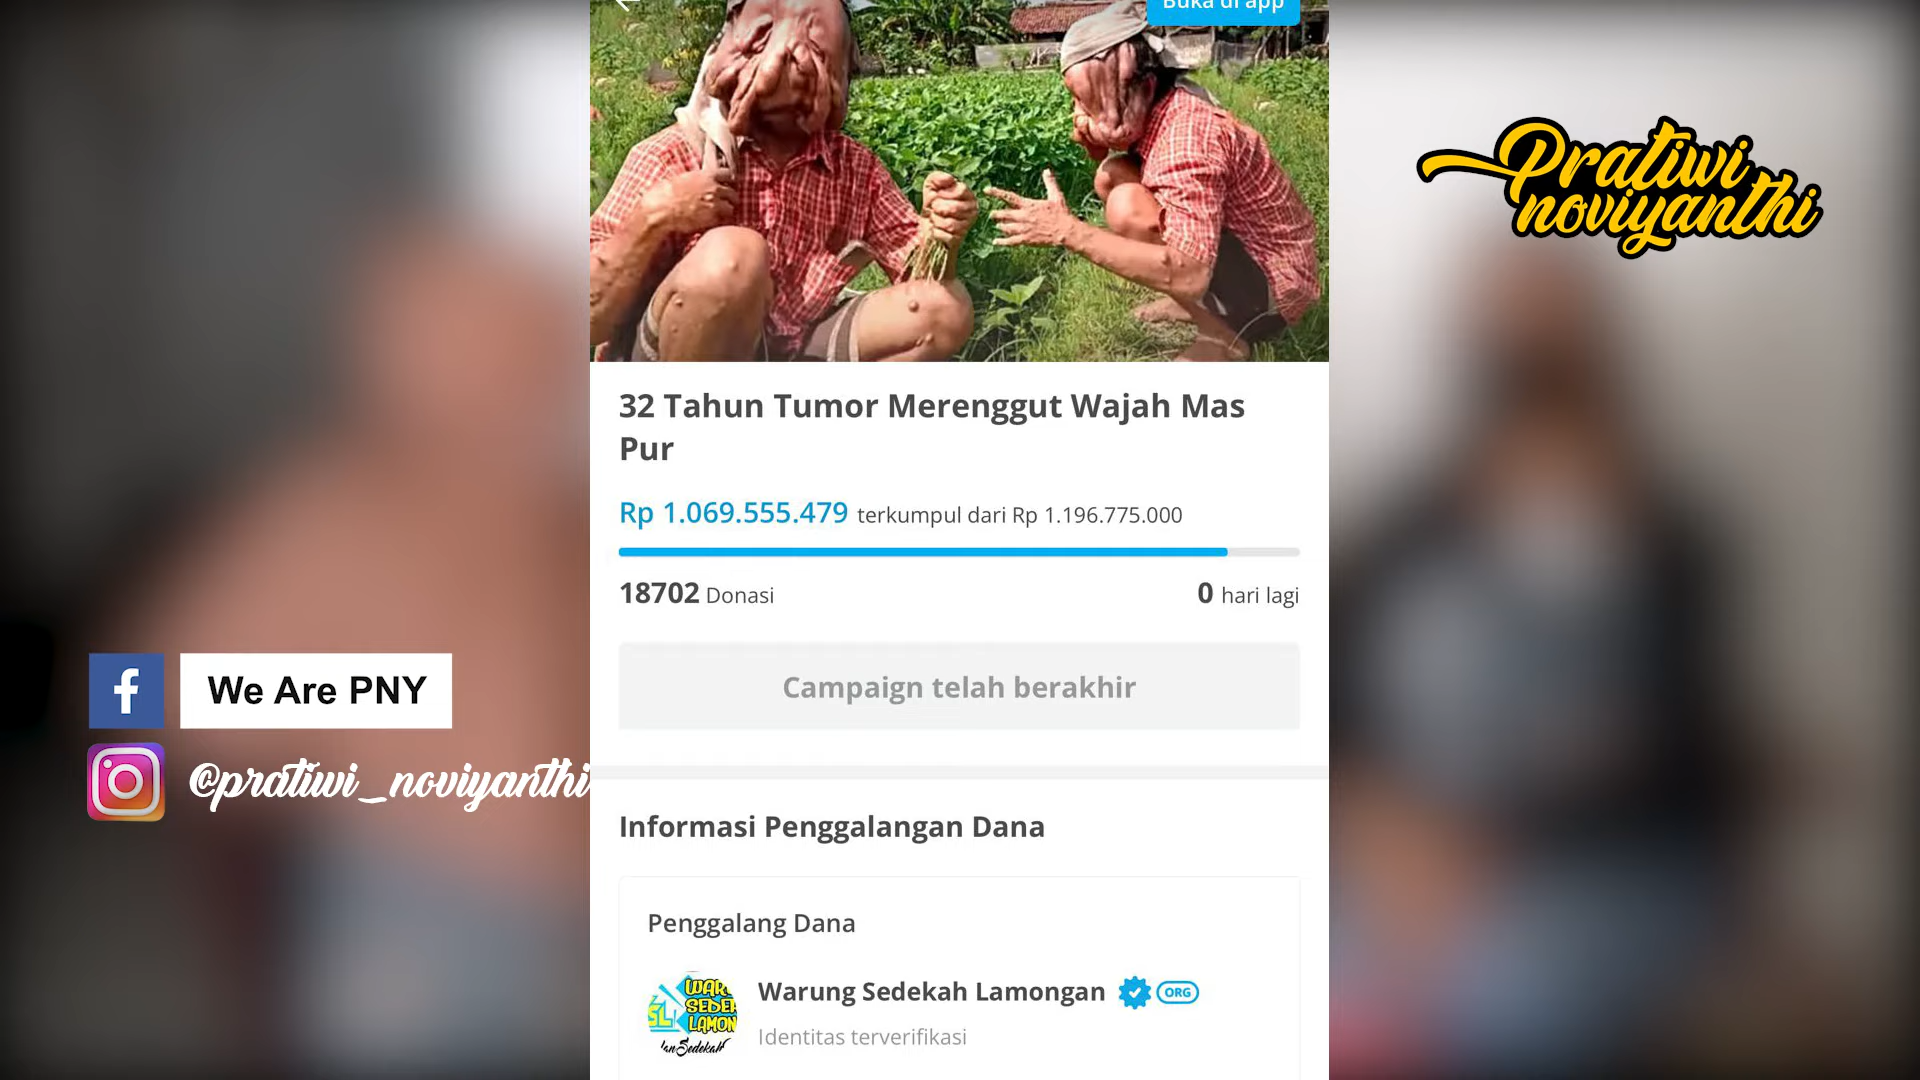 Buka di app
Pratiwi
noviyanthi
32 Tahun Tumor Merenggut Wajah Mas
Pur
Rp 1.069.555.479 terkumpul dari Rp 1.196.775.000
18702 Donasi
0 hari lagi
We Are PNY
Campaign telah berakhir
@pratiwi_noviyanthi
Informasi Penggalangan Dana
Penggalang Dana
Warung Sedekah Lamongan ORG
Identitas terverifikasi